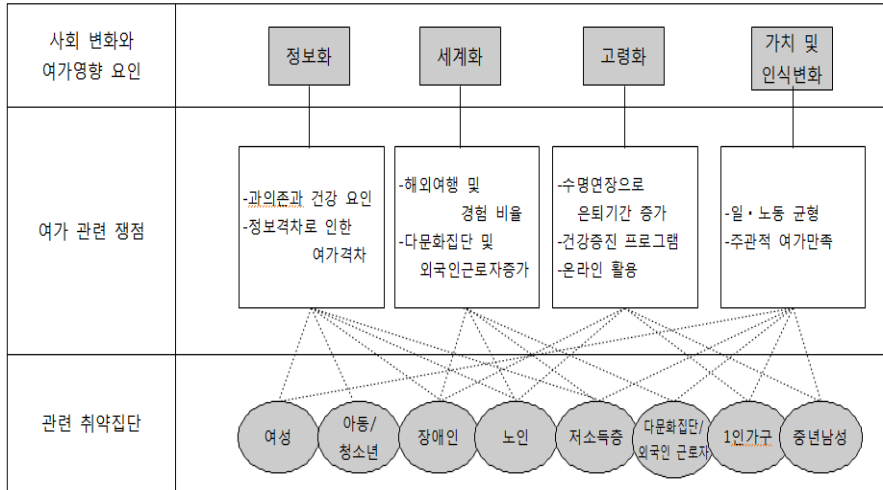 사회 변화와
여가영향 요인
정보화
세계화
고령화
가치 및
인식변화
여가 관련 쟁점
-과의존과 건강 요인
-정보격차로 인한
여가격차
-해외여행 및
경험 비율
-다문화집단 및
외국인근로자증가
-수명연장으로
은퇴기간 증가
-건강증진 프로그램
-온라인 활용
-일・노동 균형
-주관적 여가만족
관련 취약집단
여성
아동/
청소년
장애인
노인
저소득층
다문화집단/
외국인 근로자
1인가구
중년남성